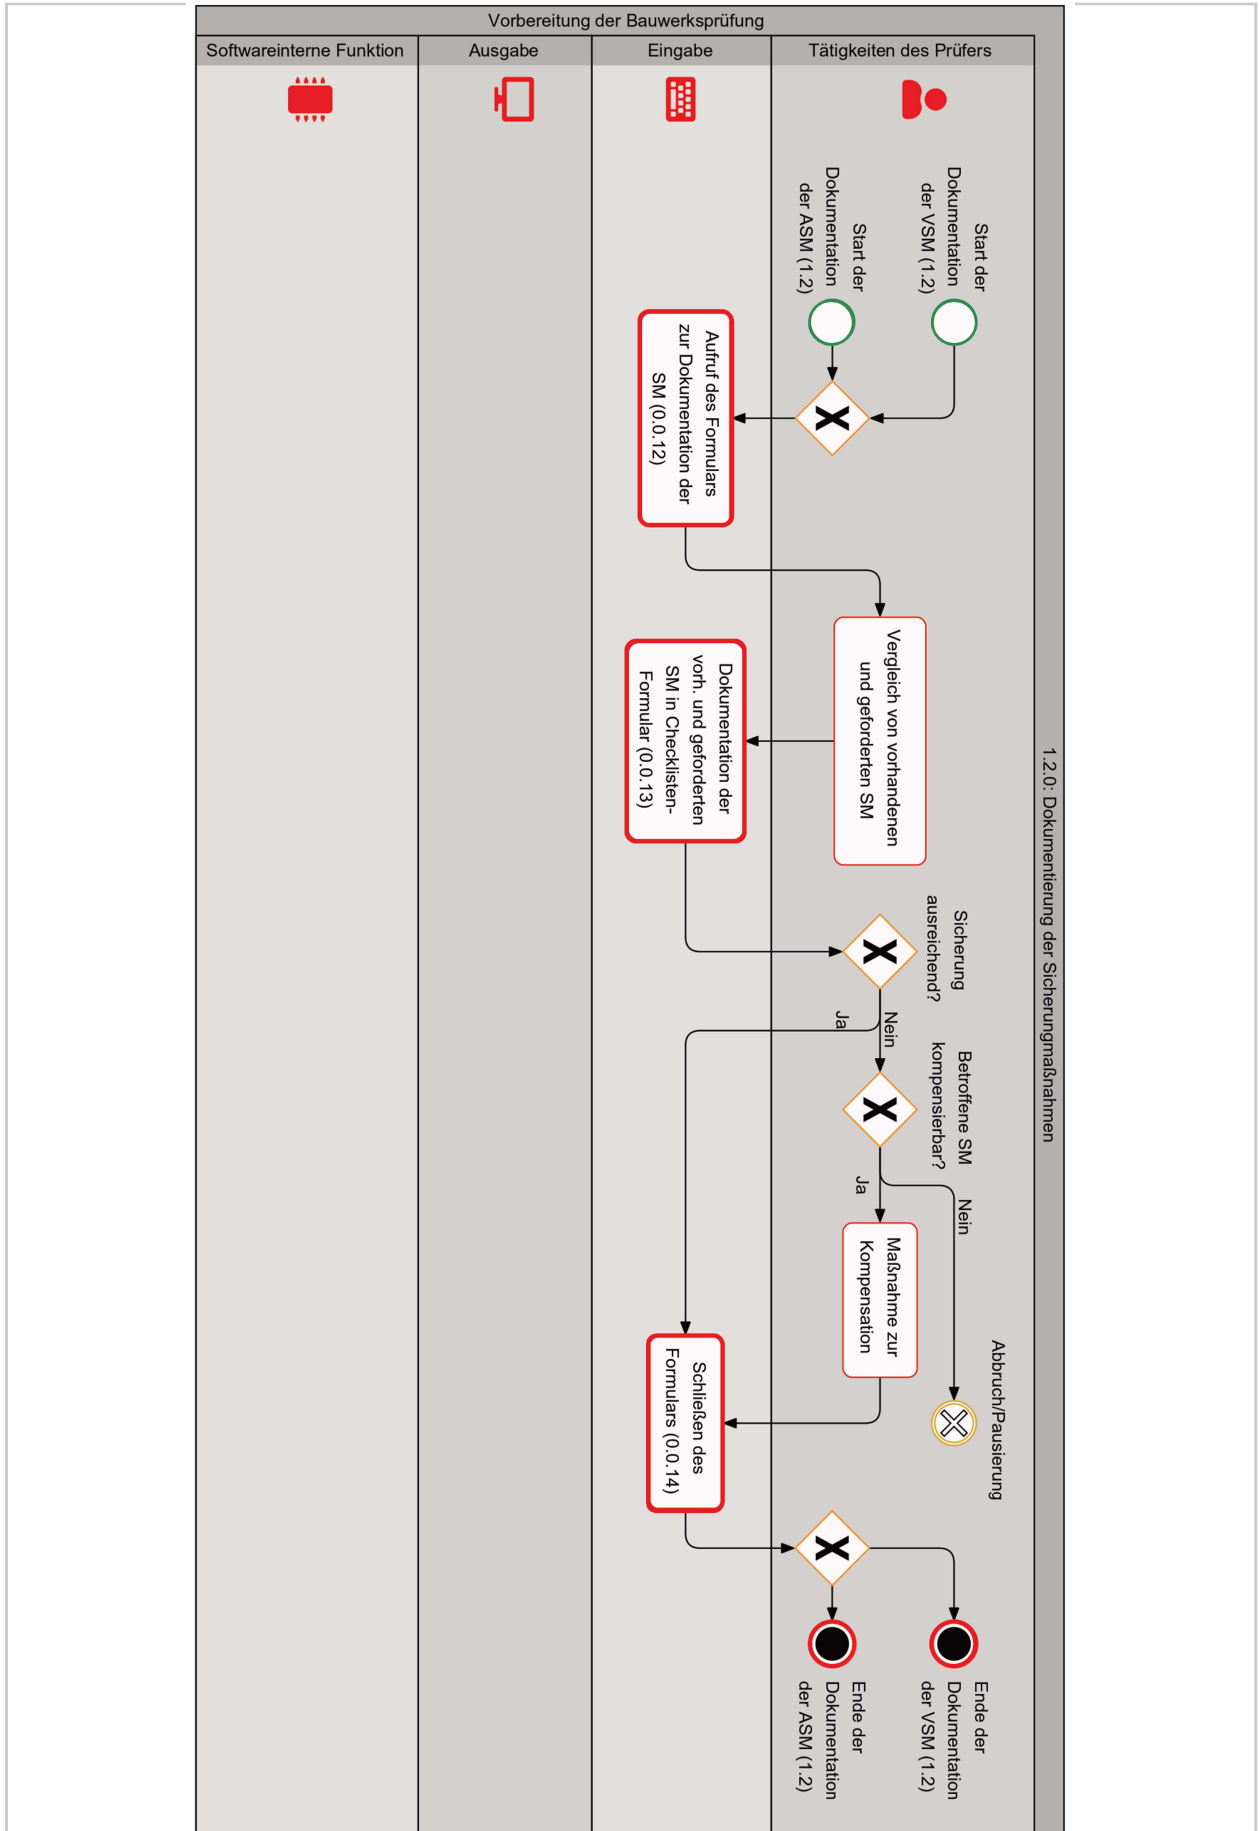 Vorbereitung der Bauwerksprüfung
Softwareinterne Funktion
Ausgabe
Eingabe
Tätigkeiten des Prüfers
1.2.0: Dokumentierung der Sicherungmaßnahmen
Start der
Dokumentation
der VSM (1.2)
Start der
Dokumentation
der ASM (1.2)
Aufruf des Formulars
zur Dokumentation der
SM (0.0.12)
Vergleich von vorhandenen
und geforderten SM
Dokumentation der
vorh. und geforderten
SM in Checklisten-
Formular (0.0.13)
Sicherung
ausreichend?
Nein
Ja
Betroffene SM
kompensierbar?
Nein
Ja
Maßnahme zur
Kompensation
Abbruch/Pausierung
Schließen des
Formulars (0.0.14)
Ende der
Dokumentation
der VSM (1.2)
Ende der
Dokumentation
der ASM (1.2)